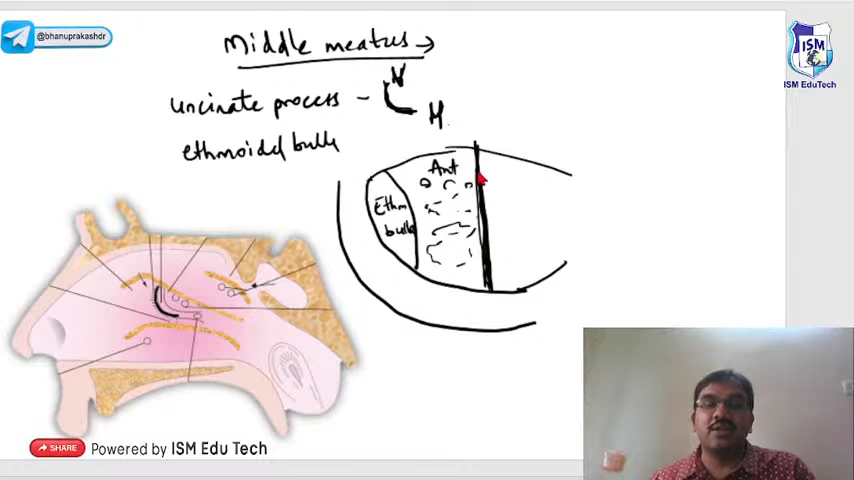 @bhanuprakashdr
Middle meatus →
ISM
ISM EduTech
uncinate process -
V
H
ethmoidal bulla
Ant
Ethm
bulla
SHARE
Powered by ISM Edu Tech